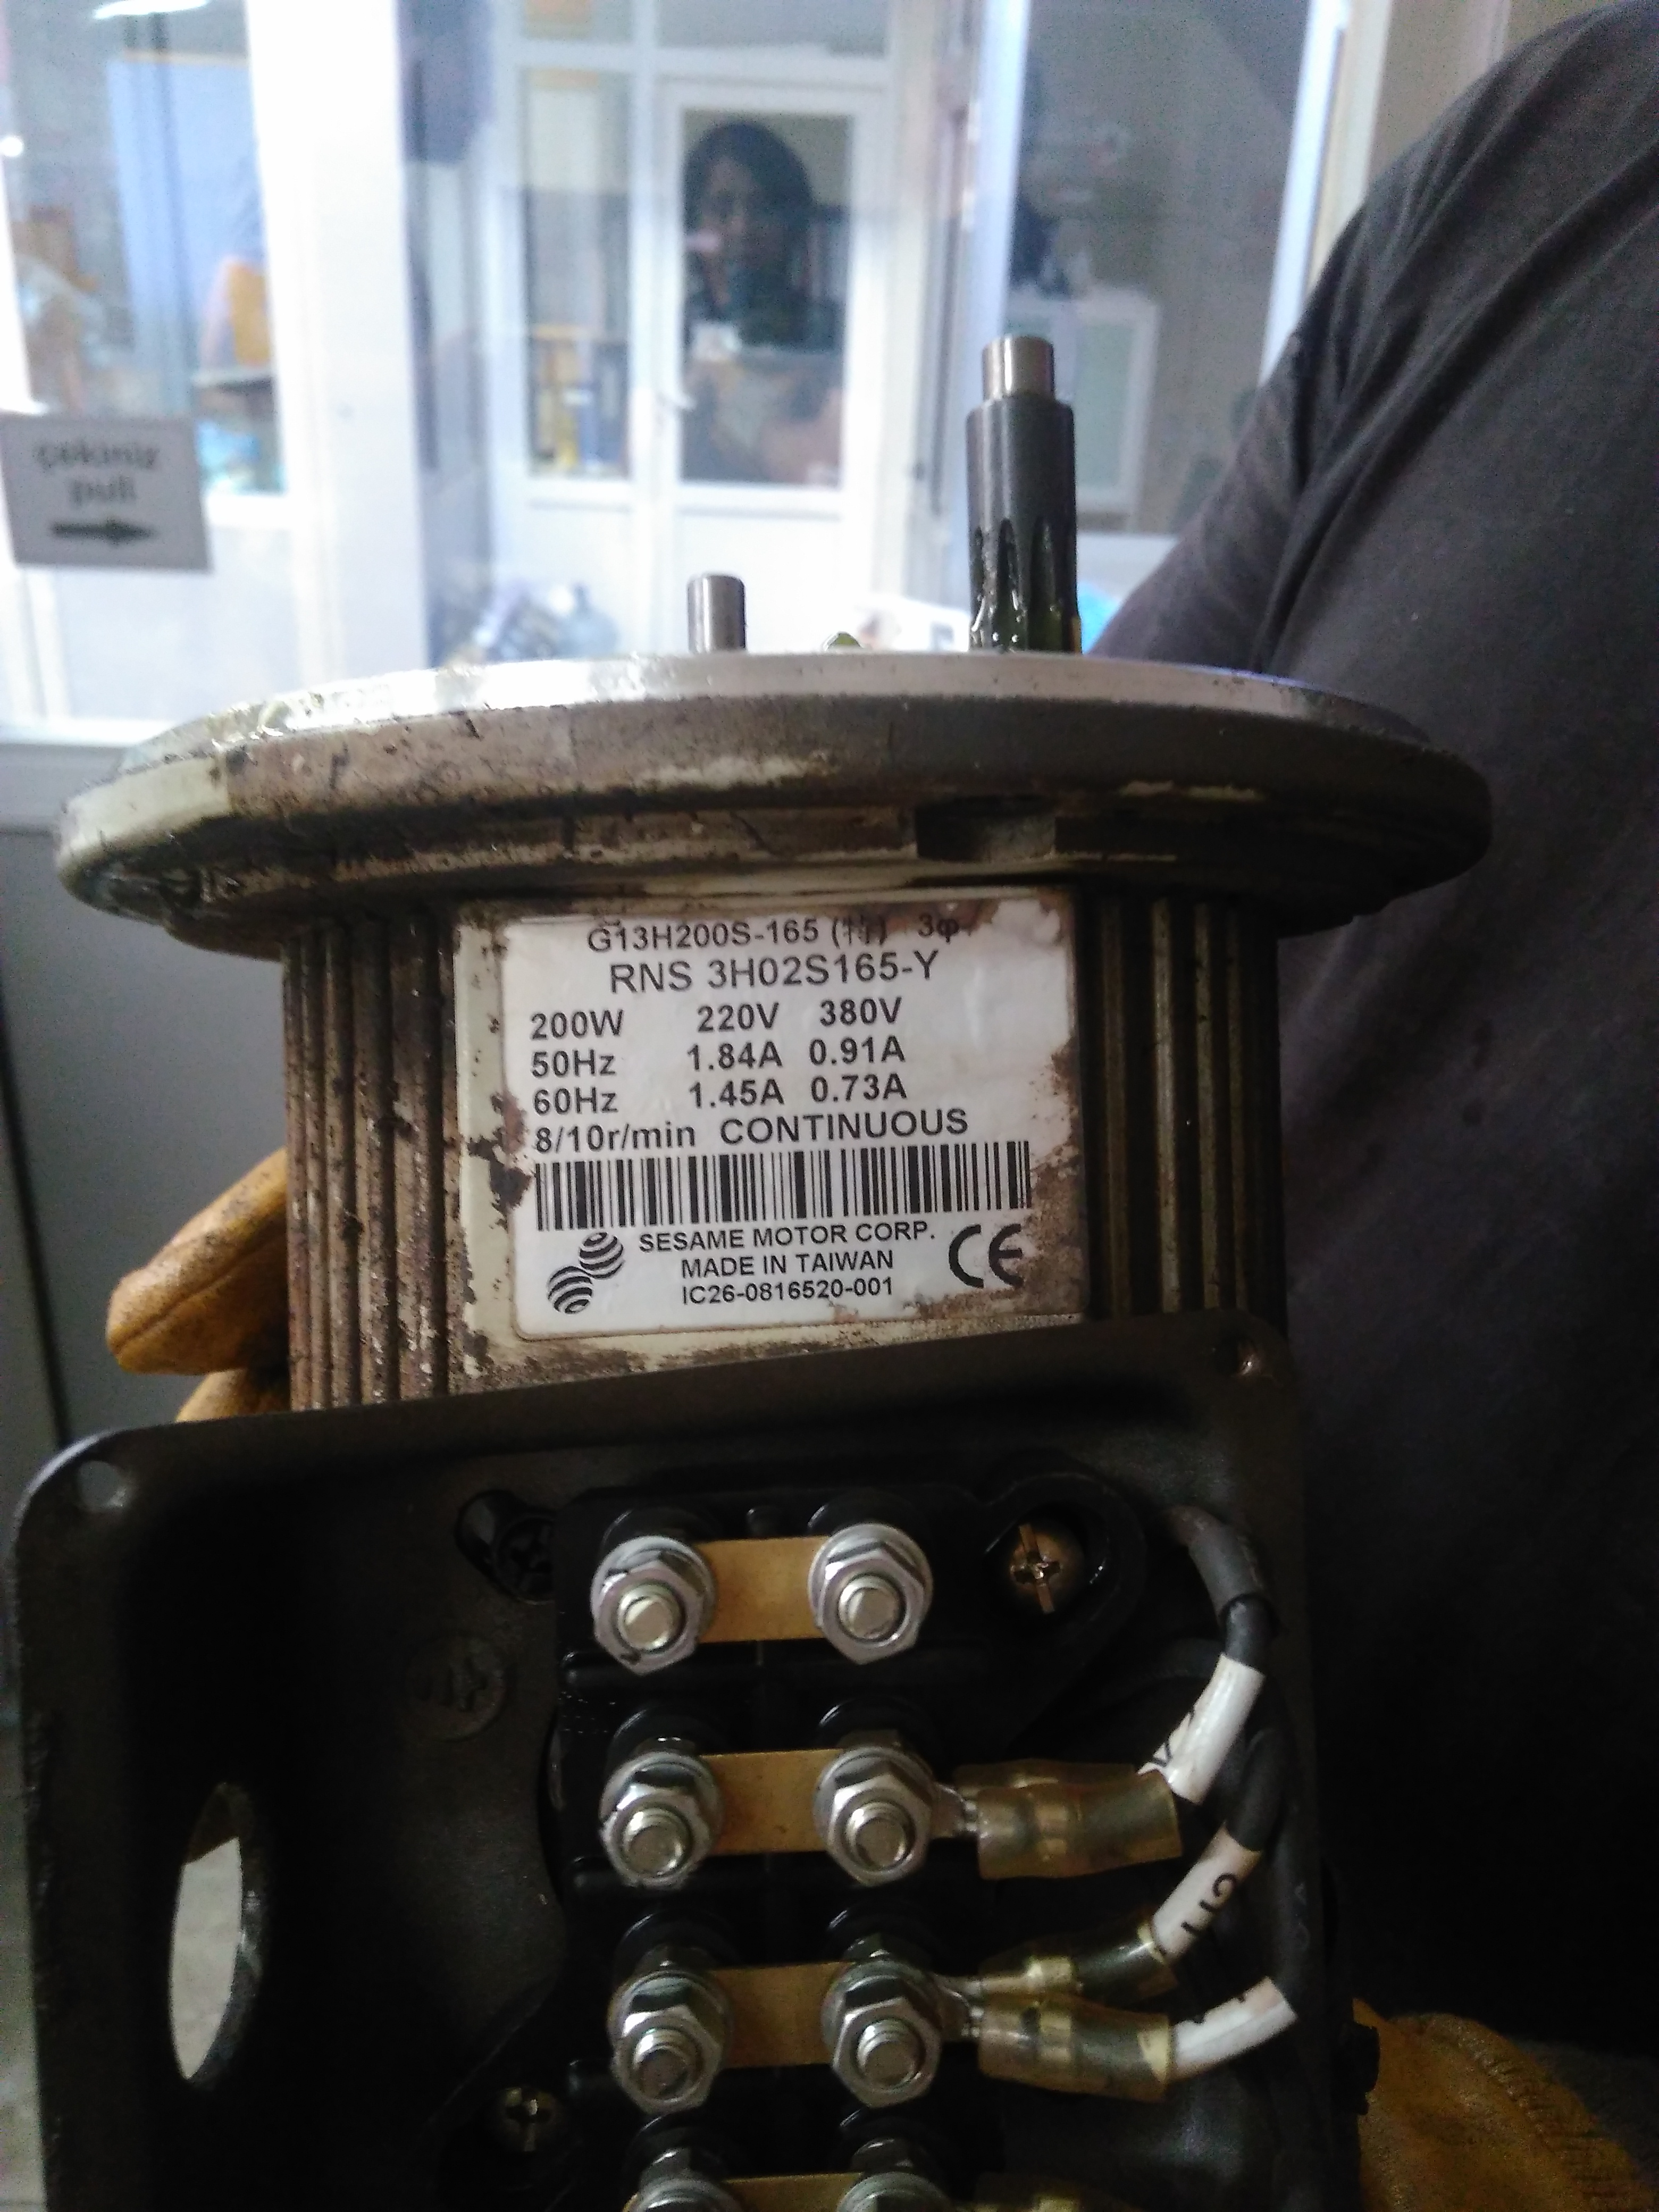 çekiniz
pull
G13H200S-165 (特) 3φ
RNS 3H02S165-Y
200W 220V 380V
50Hz 1.84A 0.91A
60Hz 1.45A 0.73A
8/10r/min CONTINUOUS
SESAME MOTOR CORP.
MADE IN TAIWAN
IC26-0816520-001
CE